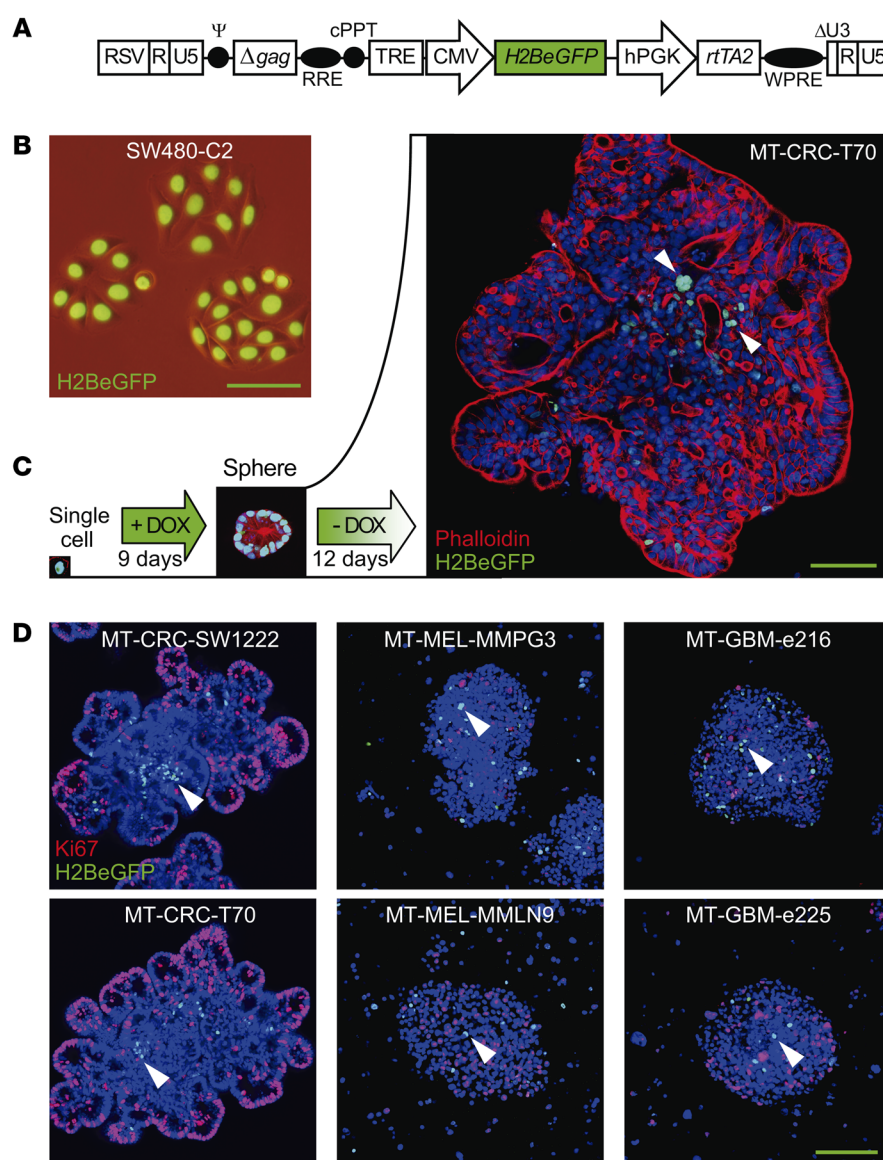 A
RSV R U5 Ψ Δgag RRE cPPT TRE CMV H2BeGFP hPGK rtTA2 WPRE ΔU3 R U5
B
SW480-C2
H2BeGFP
MT-CRC-T70
Phalloidin
H2BeGFP
C
Single
cell
+ DOX
9 days
Sphere
- DOX
12 days
D
MT-CRC-SW1222
Ki67
H2BeGFP
MT-MEL-MMPG3
MT-GBM-e216
MT-CRC-T70
MT-MEL-MMLN9
MT-GBM-e225